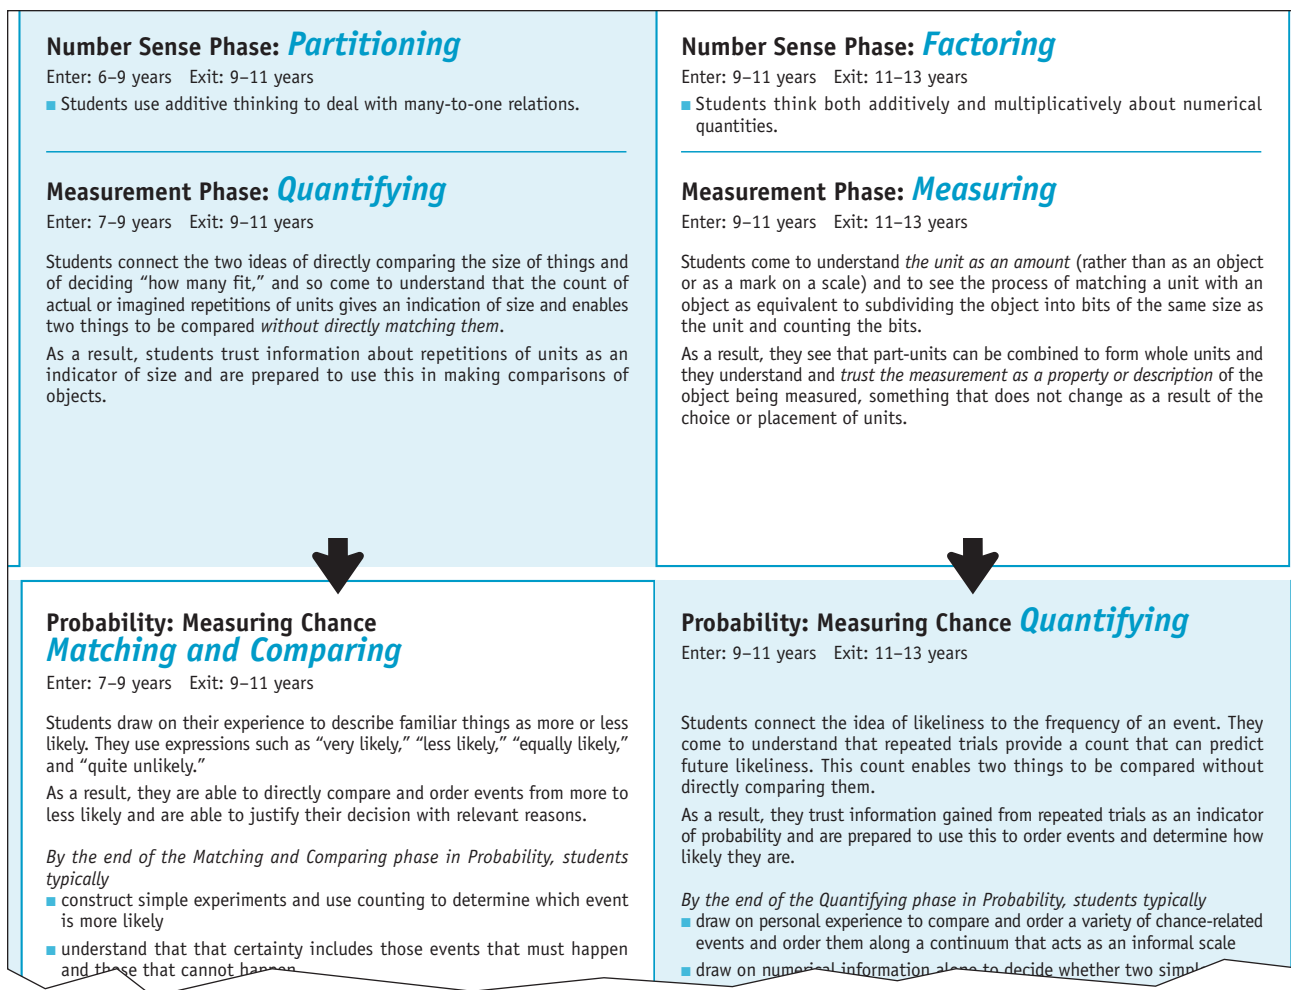 Number Sense Phase: Partitioning
Enter: 6–9 years Exit: 9–11 years
■ Students use additive thinking to deal with many-to-one relations.
Measurement Phase: Quantifying
Enter: 7–9 years Exit: 9–11 years
Students connect the two ideas of directly comparing the size of things and
of deciding “how many fit,” and so come to understand that the count of
actual or imagined repetitions of units gives an indication of size and enables
two things to be compared without directly matching them.
As a result, students trust information about repetitions of units as an
indicator of size and are prepared to use this in making comparisons of
objects.
Number Sense Phase: Factoring
Enter: 9–11 years Exit: 11–13 years
■ Students think both additively and multiplicatively about numerical
quantities.
Measurement Phase: Measuring
Enter: 9–11 years Exit: 11–13 years
Students come to understand the unit as an amount (rather than as an object
or as a mark on a scale) and to see the process of matching a unit with an
object as equivalent to subdividing the object into bits of the same size as
the unit and counting the bits.
As a result, they see that part-units can be combined to form whole units and
they understand and trust the measurement as a property or description of the
object being measured, something that does not change as a result of the
choice or placement of units.
Probability: Measuring Chance
Matching and Comparing
Enter: 7–9 years Exit: 9–11 years
Students draw on their experience to describe familiar things as more or less
likely. They use expressions such as “very likely,” “less likely,” “equally likely,”
and “quite unlikely.”
As a result, they are able to directly compare and order events from more to
less likely and are able to justify their decision with relevant reasons.
By the end of the Matching and Comparing phase in Probability, students
typically
■ construct simple experiments and use counting to determine which event
is more likely
■ understand that that certainty includes those events that must happen
and those that cannot happen
Probability: Measuring Chance Quantifying
Enter: 9–11 years Exit: 11–13 years
Students connect the idea of likeliness to the frequency of an event. They
come to understand that repeated trials provide a count that can predict
future likeliness. This count enables two things to be compared without
directly comparing them.
As a result, they trust information gained from repeated trials as an indicator
of probability and are prepared to use this to order events and determine how
likely they are.
By the end of the Quantifying phase in Probability, students typically
■ draw on personal experience to compare and order a variety of chance-related
events and order them along a continuum that acts as an informal scale
■ draw on numerical information alone to decide whether two simpl